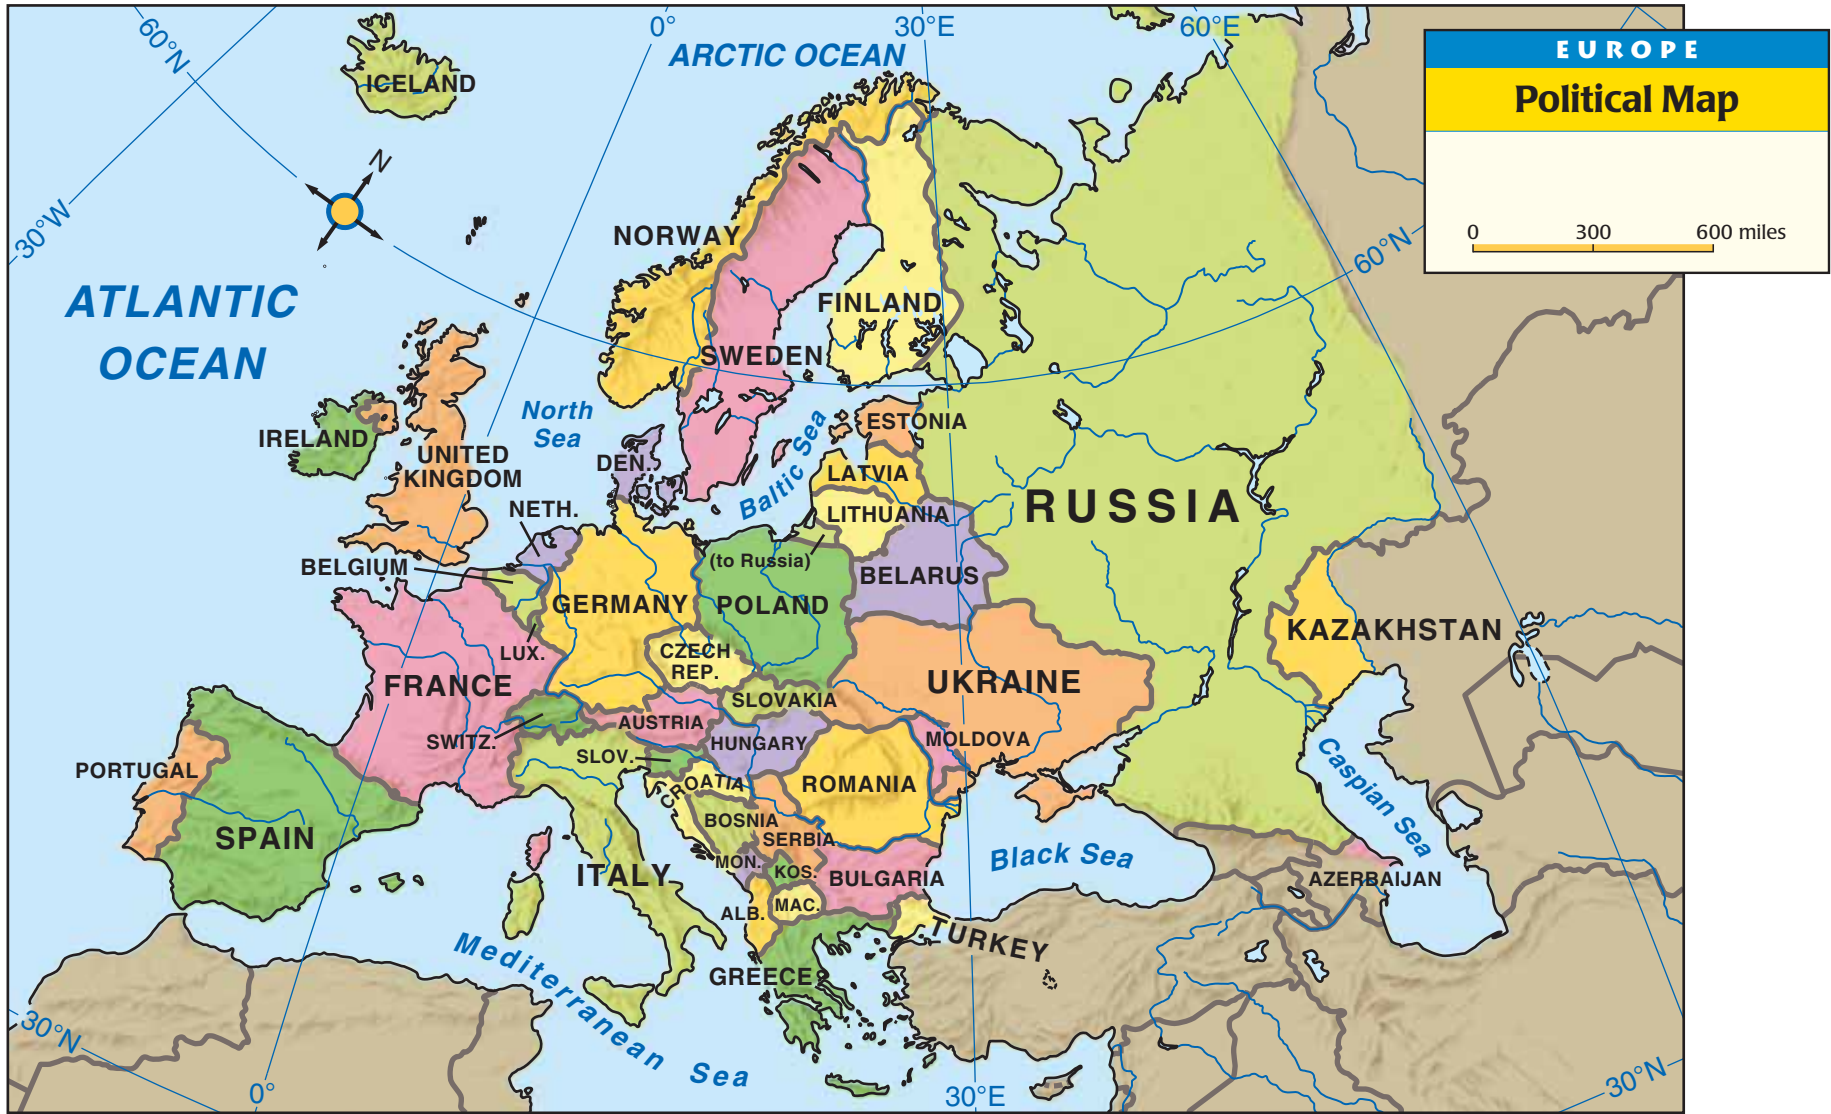 60°N
0°
30°E
60°E
EUROPE
Political Map
0 300 600 miles
ARCTIC OCEAN
ICELAND
N
30°W
60°N
NORWAY
ATLANTIC
OCEAN
FINLAND
SWEDEN
North
Sea
Baltic Sea
ESTONIA
IRELAND
UNITED
KINGDOM
DEN.
LATVIA
NETH.
LITHUANIA
RUSSIA
(to Russia)
BELGIUM
BELARUS
GERMANY
POLAND
KAZAKHSTAN
LUX.
CZECH
REP.
FRANCE
UKRAINE
SLOVAKIA
AUSTRIA
SWITZ.
HUNGARY
MOLDOVA
SLOV.
PORTUGAL
CROATIA
C.
ROMANIA
Caspian Sea
BOSNIA
SPAIN
SERBIA
Black Sea
MON.
KOS.
ITALY
BULGARIA
AZERBAIJAN
MAC.
ALB.
TURKEY
Mediterranean Sea
GREECE
30°N
0°
30°E
30°N